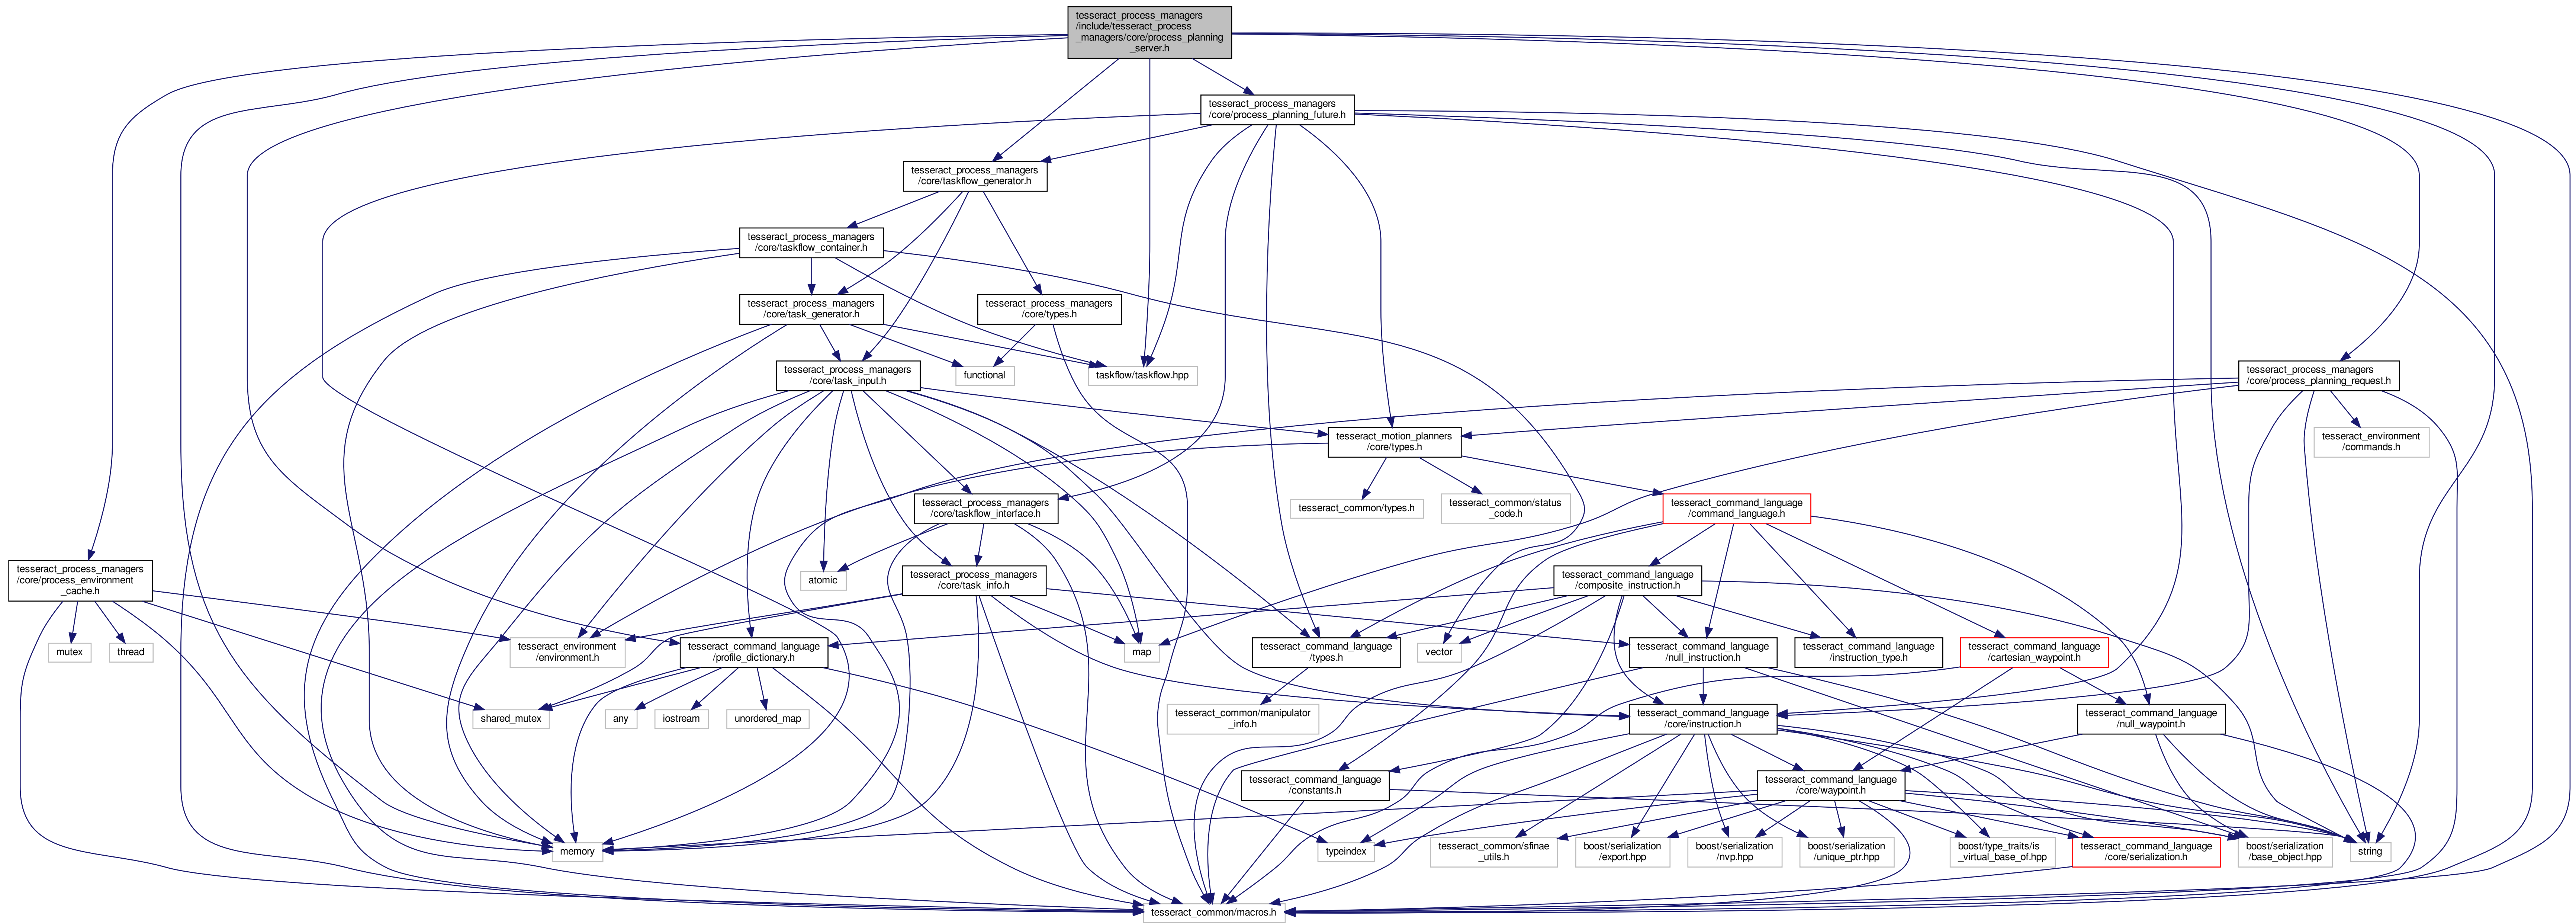 tesseract_process_managers
/include/tesseract_process
_managers/core/process_planning
_server.h
tesseract_process_managers
/core/process_planning_future.h
tesseract_process_managers
/core/taskflow_generator.h
tesseract_process_managers
/core/taskflow_container.h
tesseract_process_managers
/core/task_generator.h
tesseract_process_managers
/core/types.h
tesseract_process_managers
/core/task_input.h
functional
taskflow/taskflow.hpp
tesseract_process_managers
/core/process_planning_request.h
tesseract_motion_planners
/core/types.h
tesseract_environment
/commands.h
tesseract_process_managers
/core/taskflow_interface.h
tesseract_common/types.h
tesseract_common/status
_code.h
tesseract_command_language
/command_language.h
tesseract_process_managers
/core/process_environment
_cache.h
atomic
tesseract_process_managers
/core/task_info.h
tesseract_command_language
/composite_instruction.h
mutex
thread
tesseract_environment
/environment.h
tesseract_command_language
/profile_dictionary.h
map
tesseract_command_language
/types.h
vector
tesseract_command_language
/null_instruction.h
tesseract_command_language
/instruction_type.h
tesseract_command_language
/cartesian_waypoint.h
shared_mutex
any
iostream
unordered_map
tesseract_common/manipulator
_info.h
tesseract_command_language
/core/instruction.h
tesseract_command_language
/null_waypoint.h
tesseract_command_language
/constants.h
tesseract_command_language
/core/waypoint.h
memory
typeindex
tesseract_common/sfinae
_utils.h
boost/serialization
/export.hpp
boost/serialization
/nvp.hpp
boost/serialization
/unique_ptr.hpp
boost/type_traits/is
_virtual_base_of.hpp
tesseract_command_language
/core/serialization.h
boost/serialization
/base_object.hpp
string
tesseract_common/macros.h